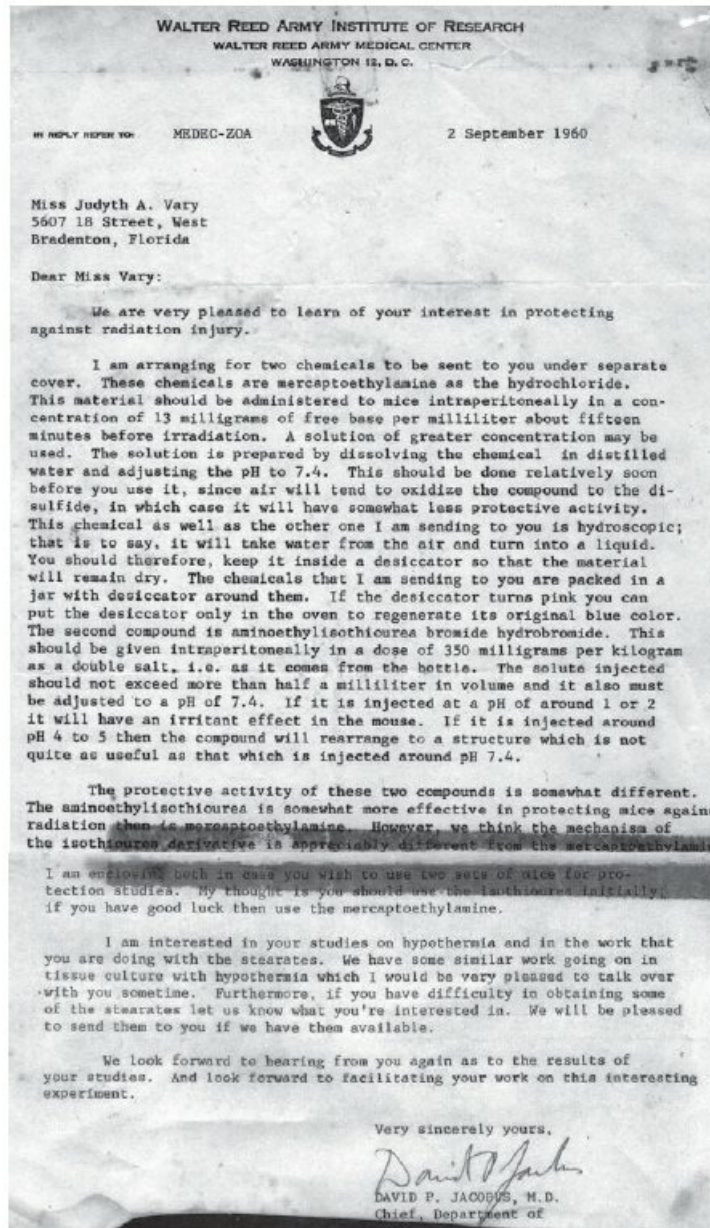 WALTER REED ARMY INSTITUTE OF RESEARCH
WALTER REED ARMY MEDICAL CENTER
WASHINGTON 12, D. C.
IN REPLY REFER TO: MEDEC-ZOA 2 September 1960
Miss Judyth A. Vary
5607 18 Street, West
Bradenton, Florida
Dear Miss Vary:
We are very pleased to learn of your interest in protecting
against radiation injury.
I am arranging for two chemicals to be sent to you under separate
cover. These chemicals are mercaptoethylamine as the hydrochloride.
This material should be administered to mice intraperitoneally in a con-
centration of 13 milligrams of free base per milliliter about fifteen
minutes before irradiation. A solution of greater concentration may be
used. The solution is prepared by dissolving the chemical in distilled
water and adjusting the pH to 7.4. This should be done relatively soon
before you use it, since air will tend to oxidize the compound to the di-
sulfide, in which case it will have somewhat less protective activity.
This chemical as well as the other one I am sending to you is hydroscopic;
that is to say, it will take water from the air and turn into a liquid.
You should therefore, keep it inside a desiccator so that the material
will remain dry. The chemicals that I am sending to you are packed in a
jar with desiccator around them. If the desiccator turns pink you can
put the desiccator only in the oven to regenerate its original blue color.
The second compound is aminoethylisothiourea bromide hydrobromide. This
should be given intraperitoneally in a dose of 350 milligrams per kilogram
as a double salt, i.e. as it comes from the bottle. The solute injected
should not exceed more than half a milliliter in volume and it also must
be adjusted to a pH of 7.4. If it is injected at a pH of around 1 or 2
it will have an irritant effect in the mouse. If it is injected around
pH 4 to 5 then the compound will rearrange to a structure which is not
quite as useful as that which is injected around pH 7.4.
The protective activity of these two compounds is somewhat different.
The aminoethylisothiourea is somewhat more effective in protecting mice agains
radiation then is mercaptoethylamine. However, we think the mechanism of
the isothiourea derivative is appreciably different from the mercaptoethylamin
I am enclosing both in case you wish to use two sets of mice for pro-
tection studies. My thought is you should use the isothiourea initially;
if you have good luck then use the mercaptoethylamine.
I am interested in your studies on hypothermia and in the work that
you are doing with the stearates. We have some similar work going on in
tissue culture with hypothermia which I would be very pleased to talk over
with you sometime. Furthermore, if you have difficulty in obtaining some
of the stearates let us know what you're interested in. We will be pleased
to send them to you if we have them available.
We look forward to hearing from you again as to the results of
your studies. And look forward to facilitating your work on this interesting
experiment.
Very sincerely yours,
David P Jacobus
DAVID P. JACOBUS, M.D.
Chief, Department of